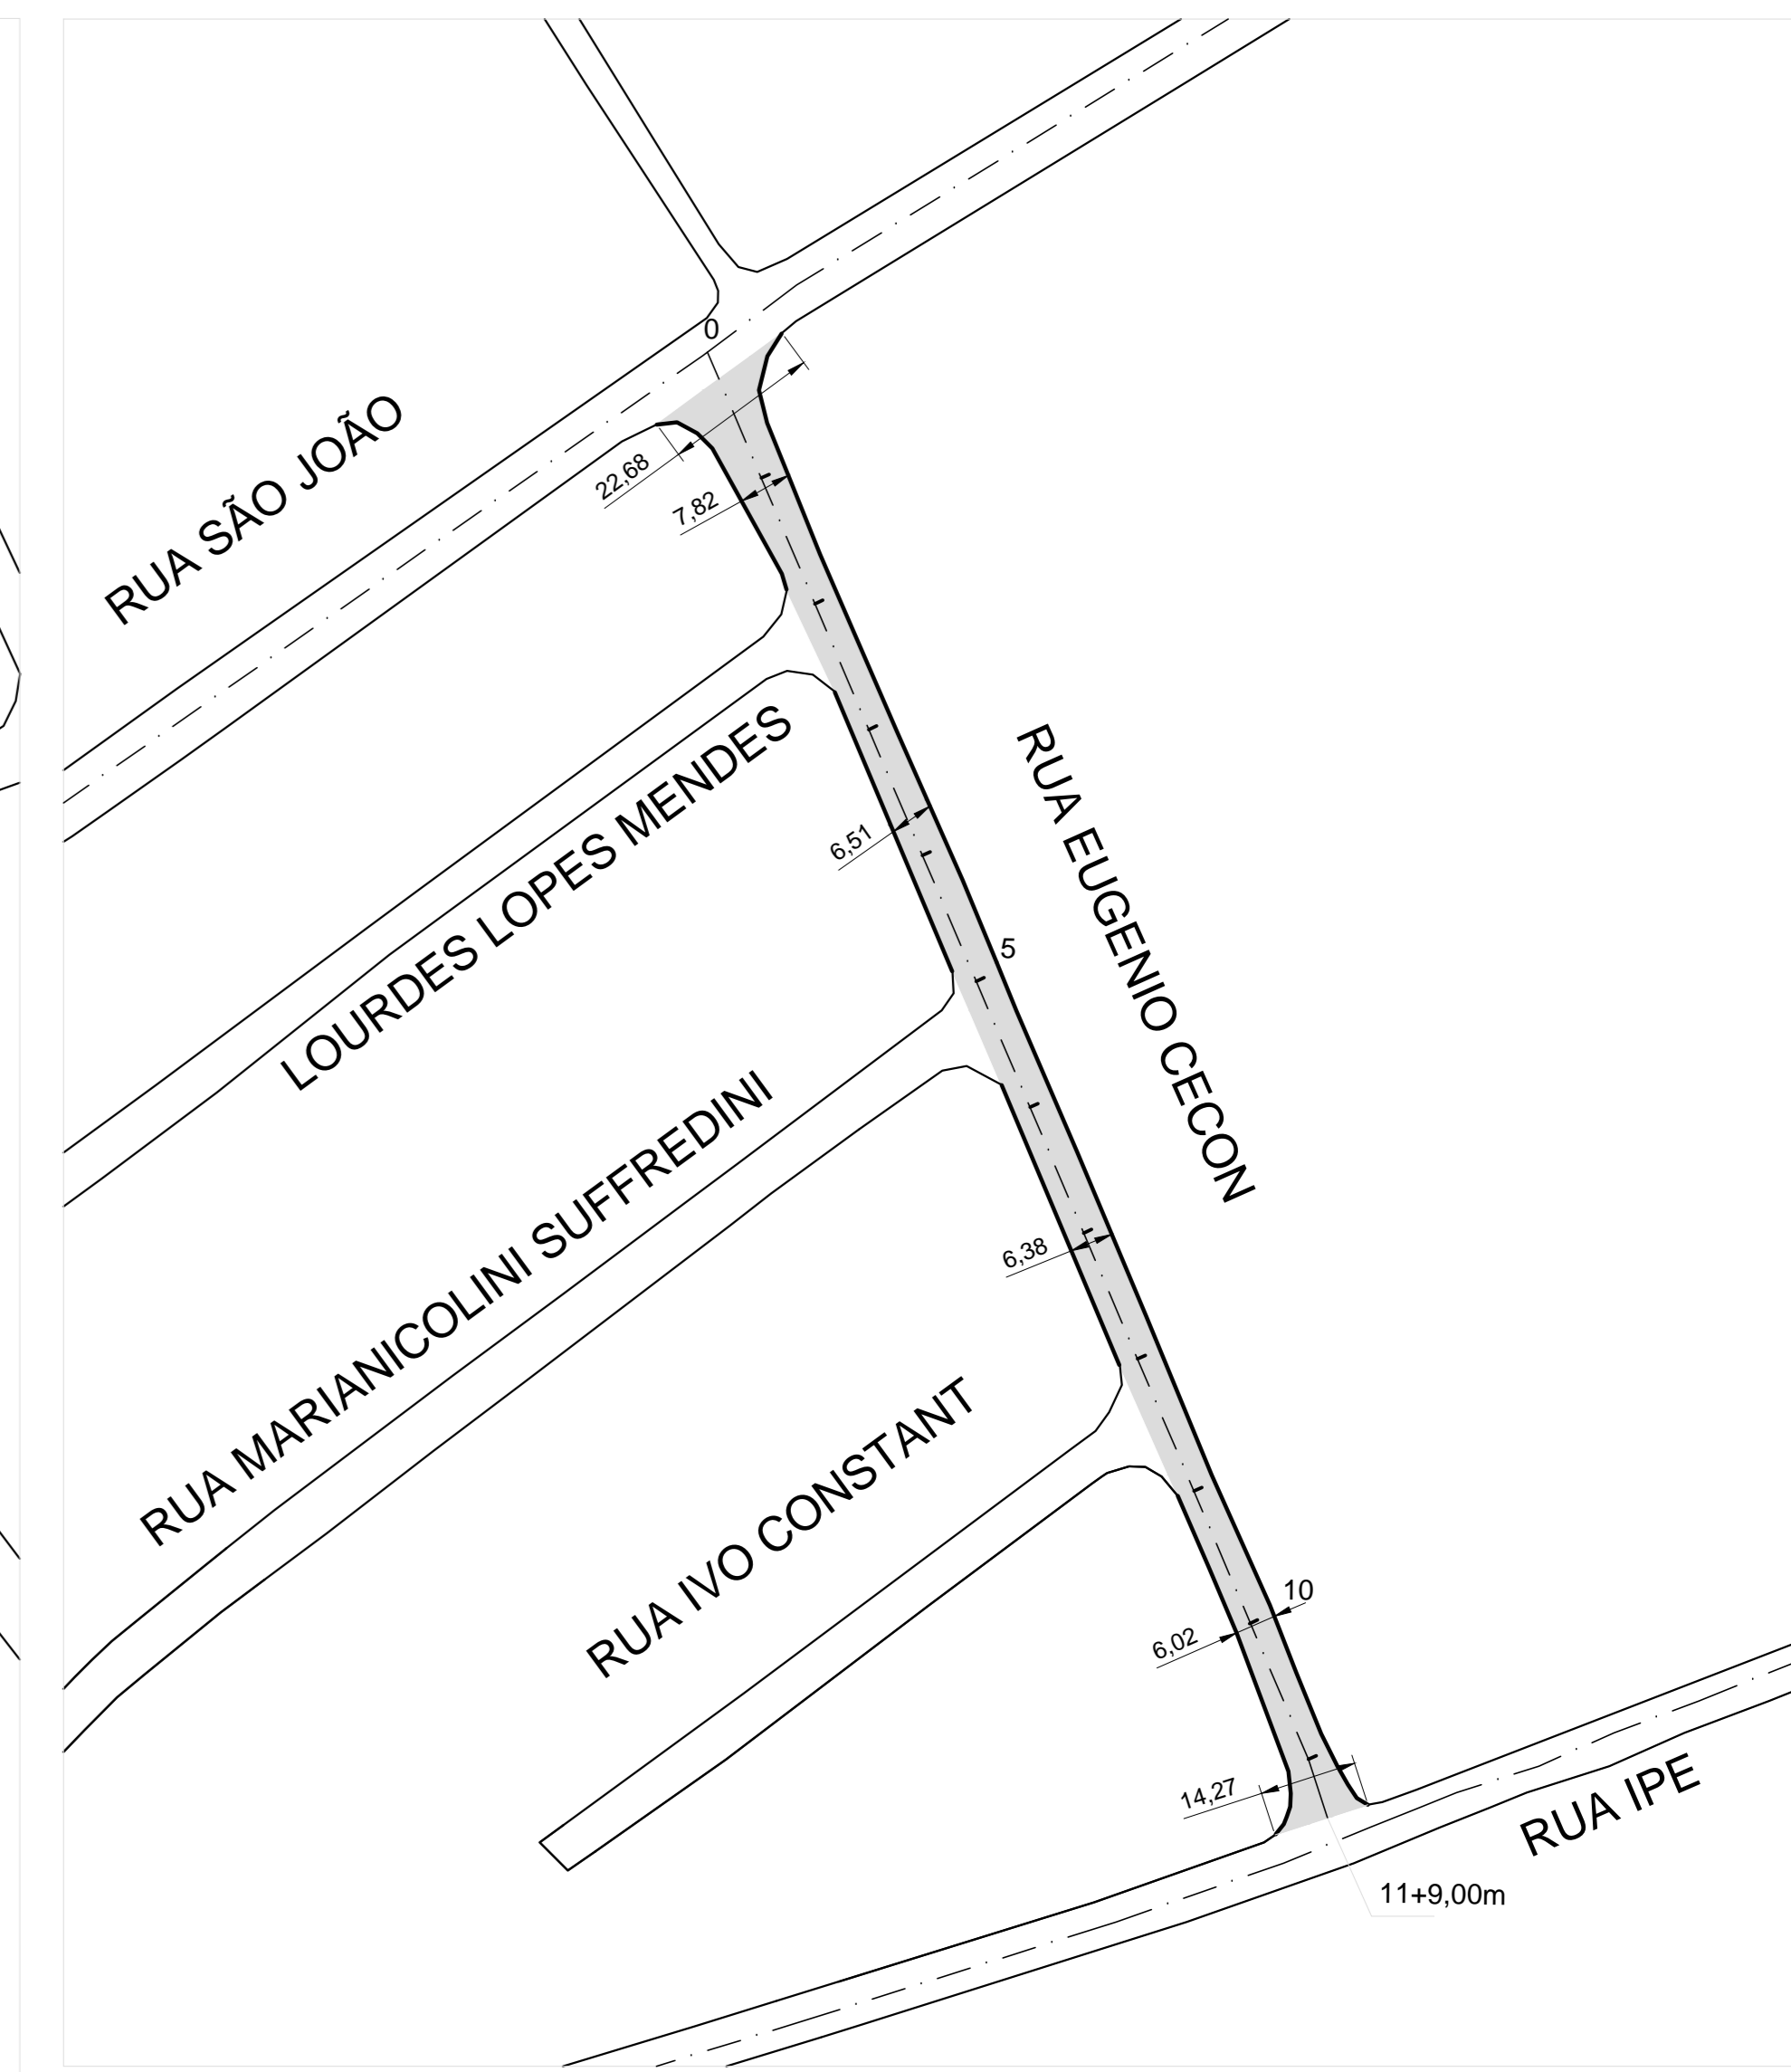 0
RUA SÃO JOÃO
22,68
7,82
LOURDES LOPES MENDES
6,51
RUA EUGENIO CECON
5
RUA MARIANICOLINI SUFFREDINI
6,38
RUA IVO CONSTANT
10
6,02
14,27
RUA IPE
11+9,00m